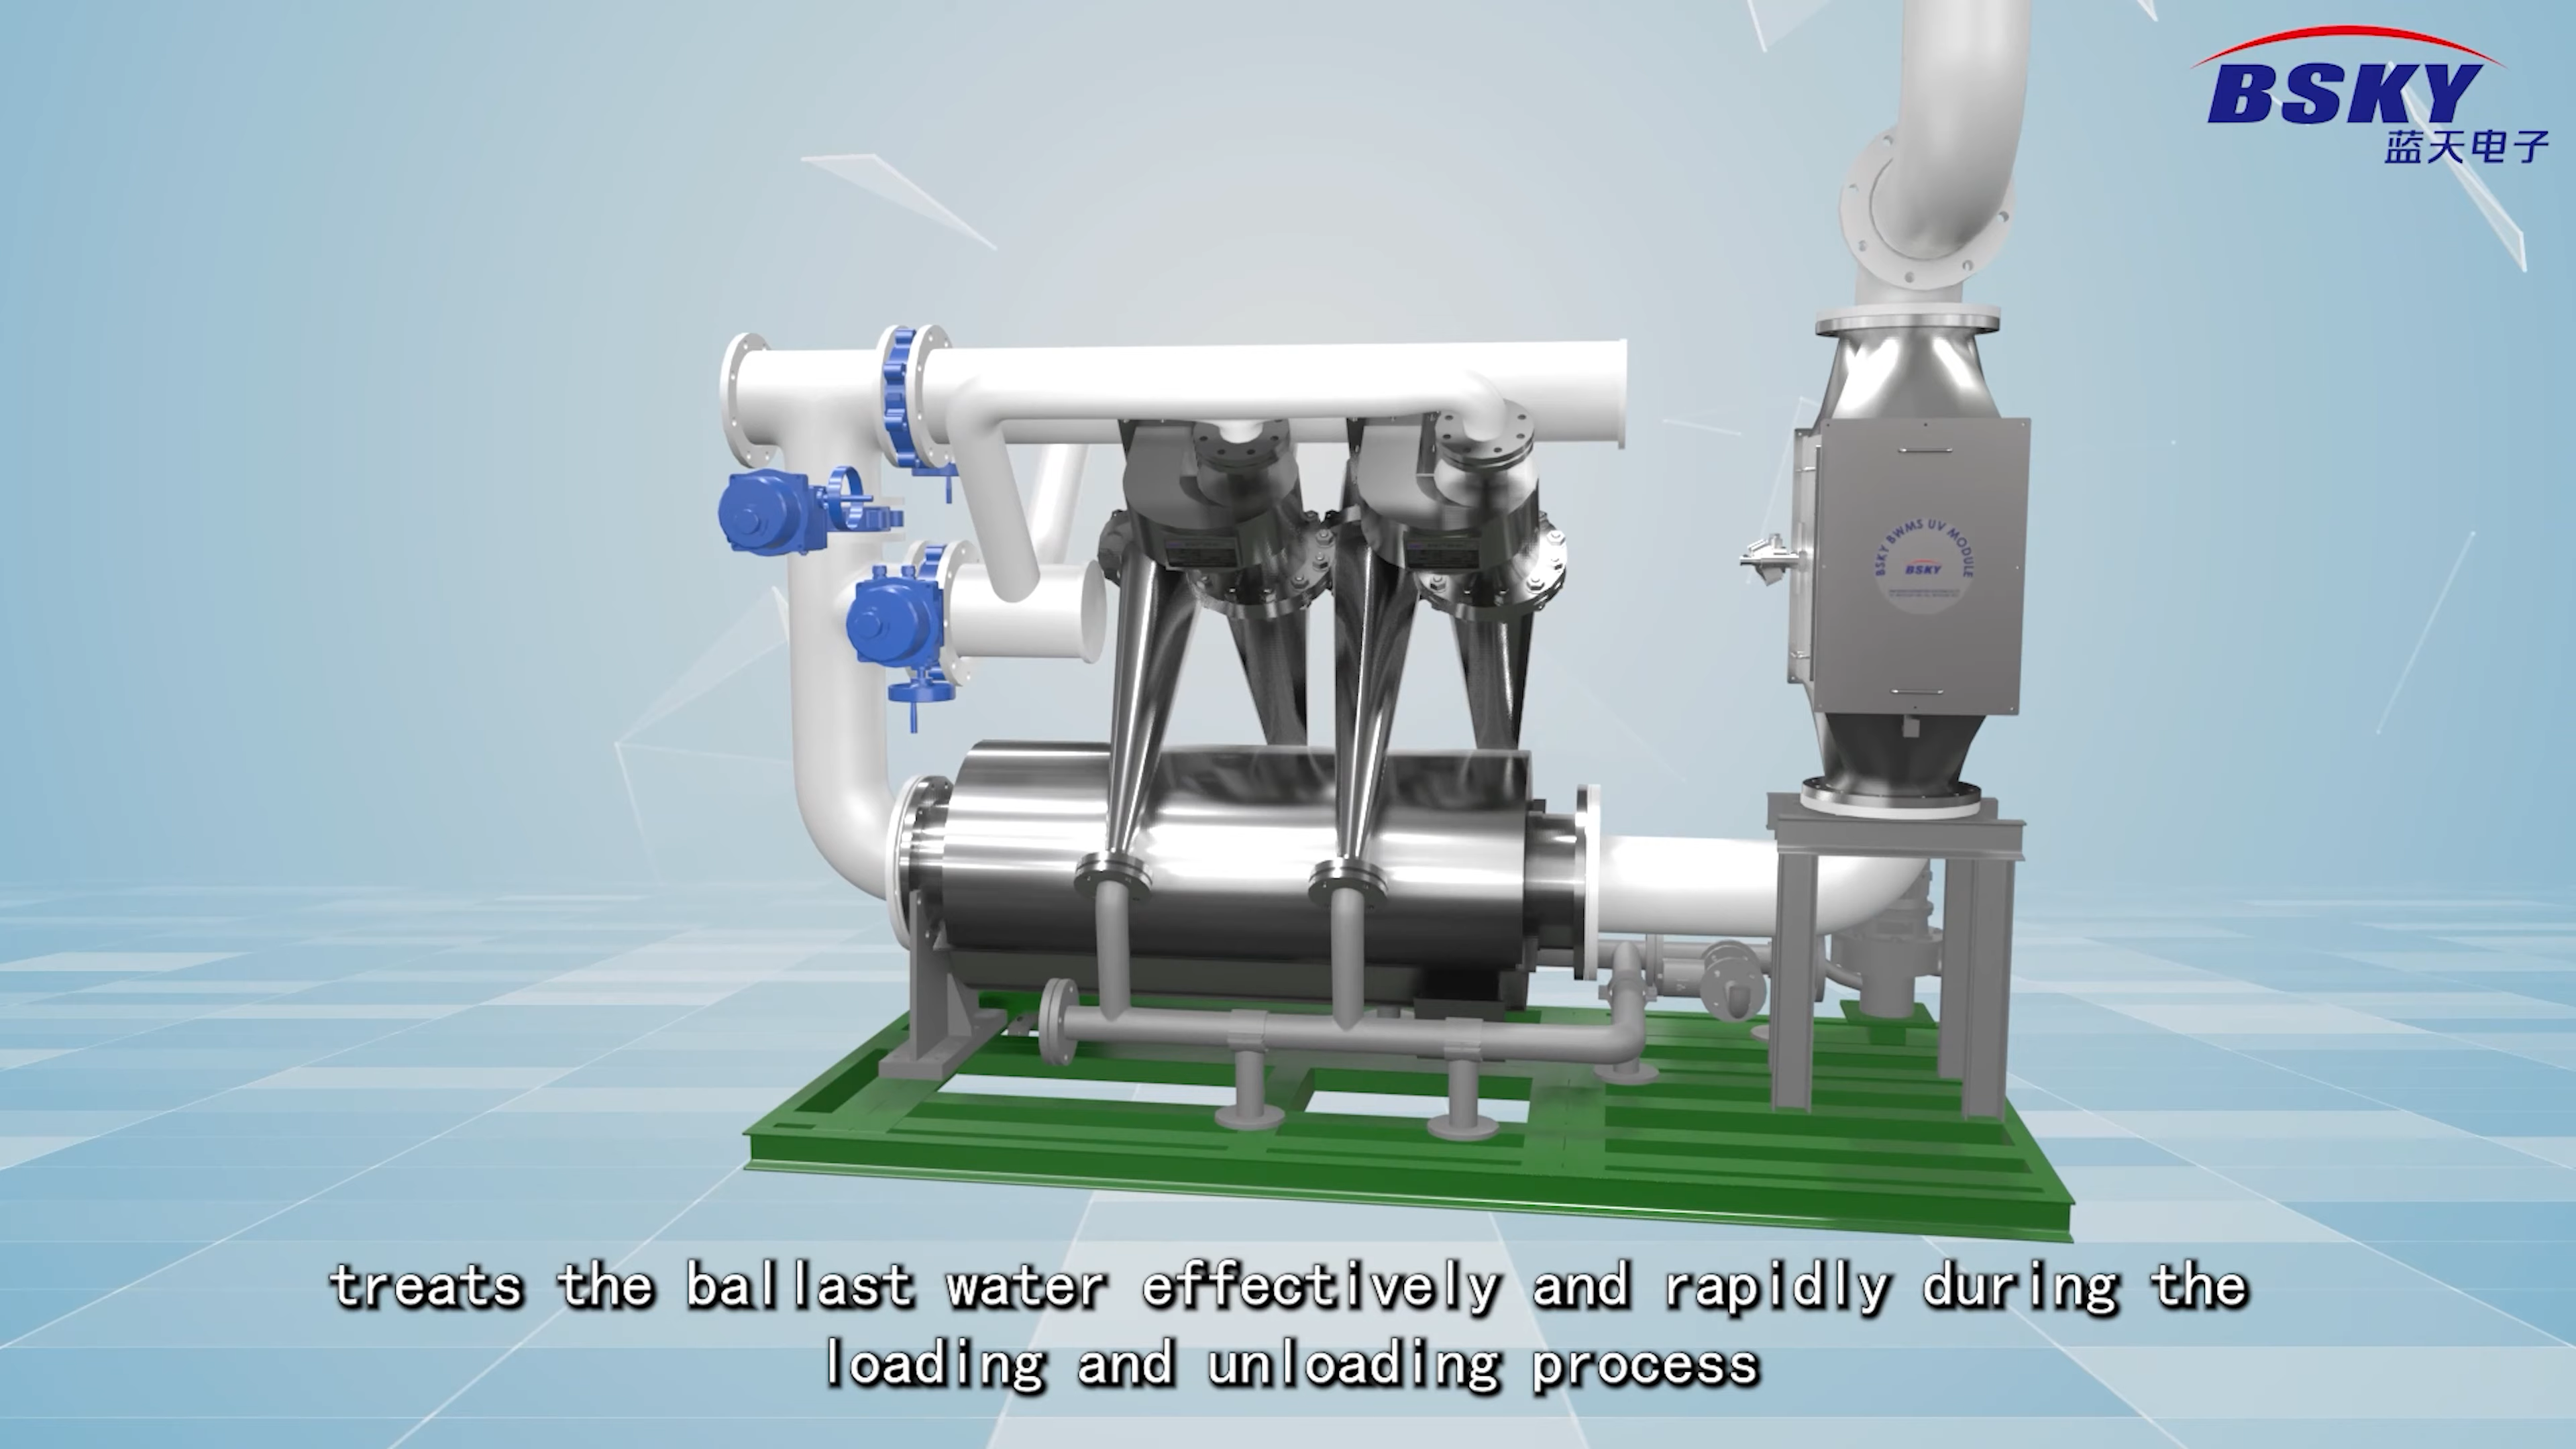 BSKY
蓝天电子
BSKY BWMS UV MODULE
BSKY
treats the ballast water effectively and rapidly during the
loading and unloading process